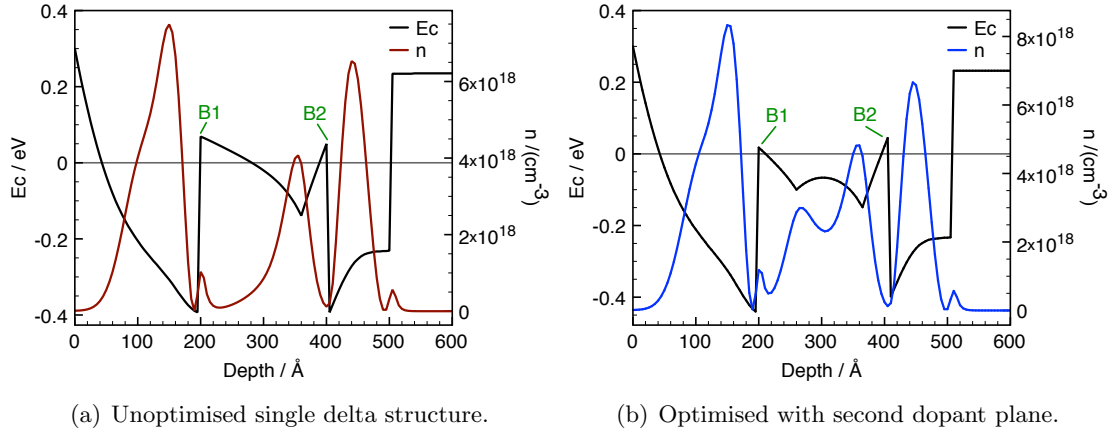 0.4
0.2
0
-0.2
-0.4
Ec / eV
Ec
n
B1
B2
6x10^18
4x10^18
2x10^18
0
n /(cm^-3)
0 100 200 300 400 500 600
Depth / Å
(a) Unoptimised single delta structure.
0.4
0.2
0
-0.2
-0.4
Ec / eV
Ec
n
B1
B2
8x10^18
6x10^18
4x10^18
2x10^18
0
n /(cm^-3)
0 100 200 300 400 500 600
Depth / Å
(b) Optimised with second dopant plane.